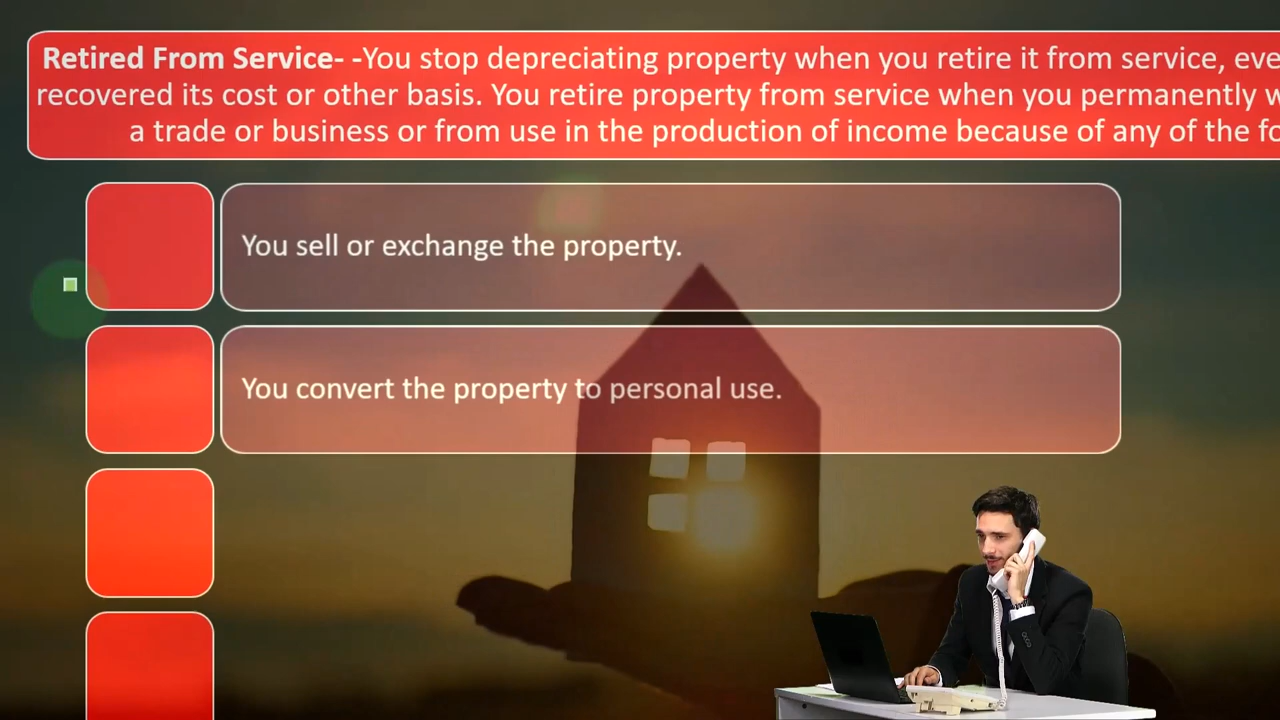 Retired From Service- -You stop depreciating property when you retire it from service, eve
recovered its cost or other basis. You retire property from service when you permanently w
a trade or business or from use in the production of income because of any of the fo
You sell or exchange the property.
You convert the property to personal use.